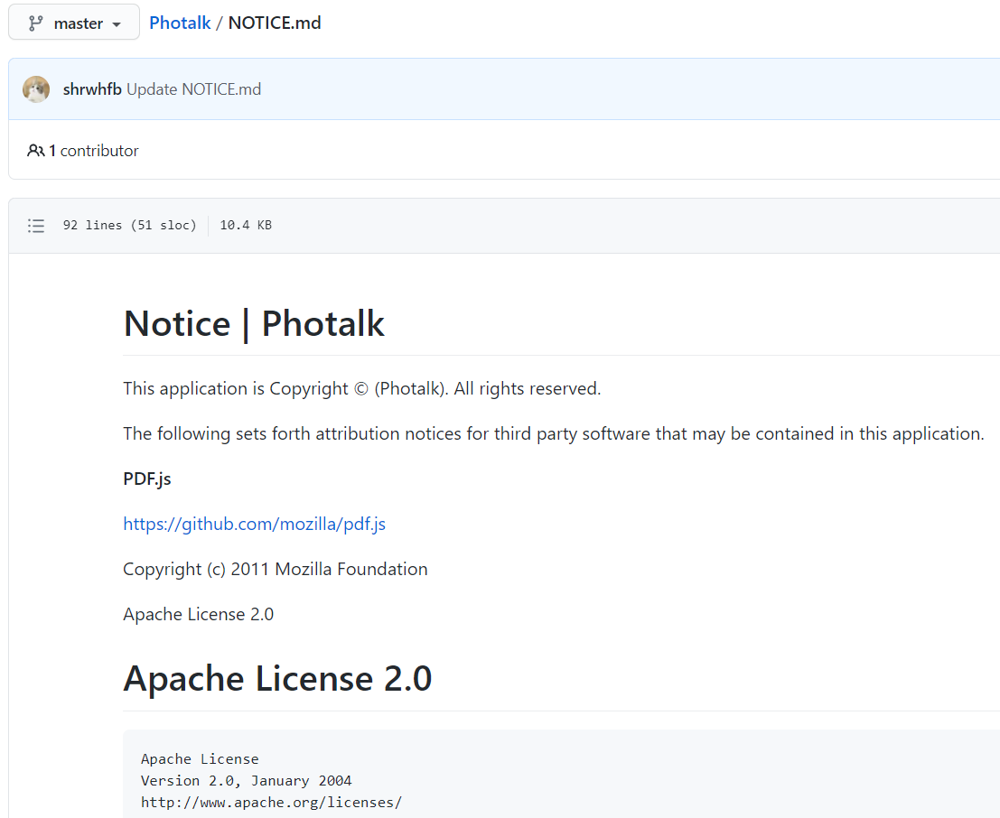 master
Photalk / NOTICE.md
shrwhfb Update NOTICE.md
1 contributor
92 lines (51 sloc) 10.4 KB
Notice | Photalk
This application is Copyright © (Photalk). All rights reserved.
The following sets forth attribution notices for third party software that may be contained in this application.
PDF.js
https://github.com/mozilla/pdf.js
Copyright (c) 2011 Mozilla Foundation
Apache License 2.0
Apache License 2.0
Apache License
Version 2.0, January 2004
http://www.apache.org/licenses/